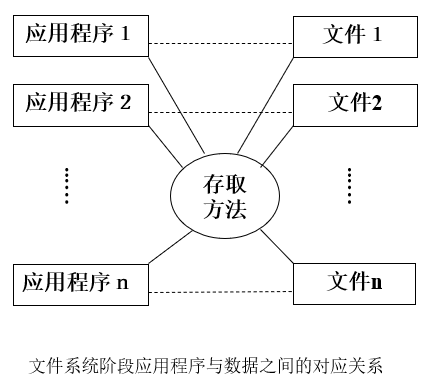 应用程序 1
文件 1
应用程序 2
文件2
存取
方法
应用程序 n
文件n
文件系统阶段应用程序与数据之间的对应关系